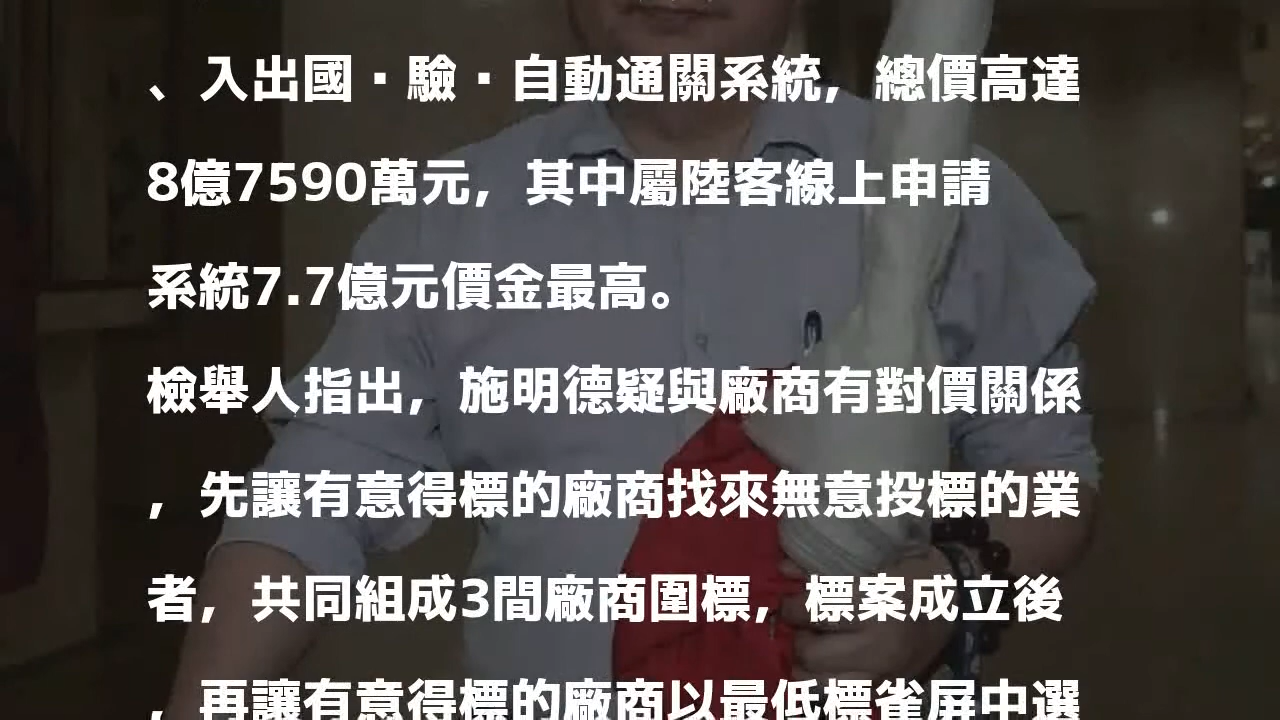 、入出國·驗·自動通關系統，總價高達
8億7590萬元，其中屬陸客線上申請
系統7.7億元價金最高。
檢舉人指出，施明德疑與廠商有對價關係
，先讓有意得標的廠商找來無意投標的業
者，共同組成3間廠商圍標，標案成立後
，再讓有意得標的廠商以最低標雀屏中選